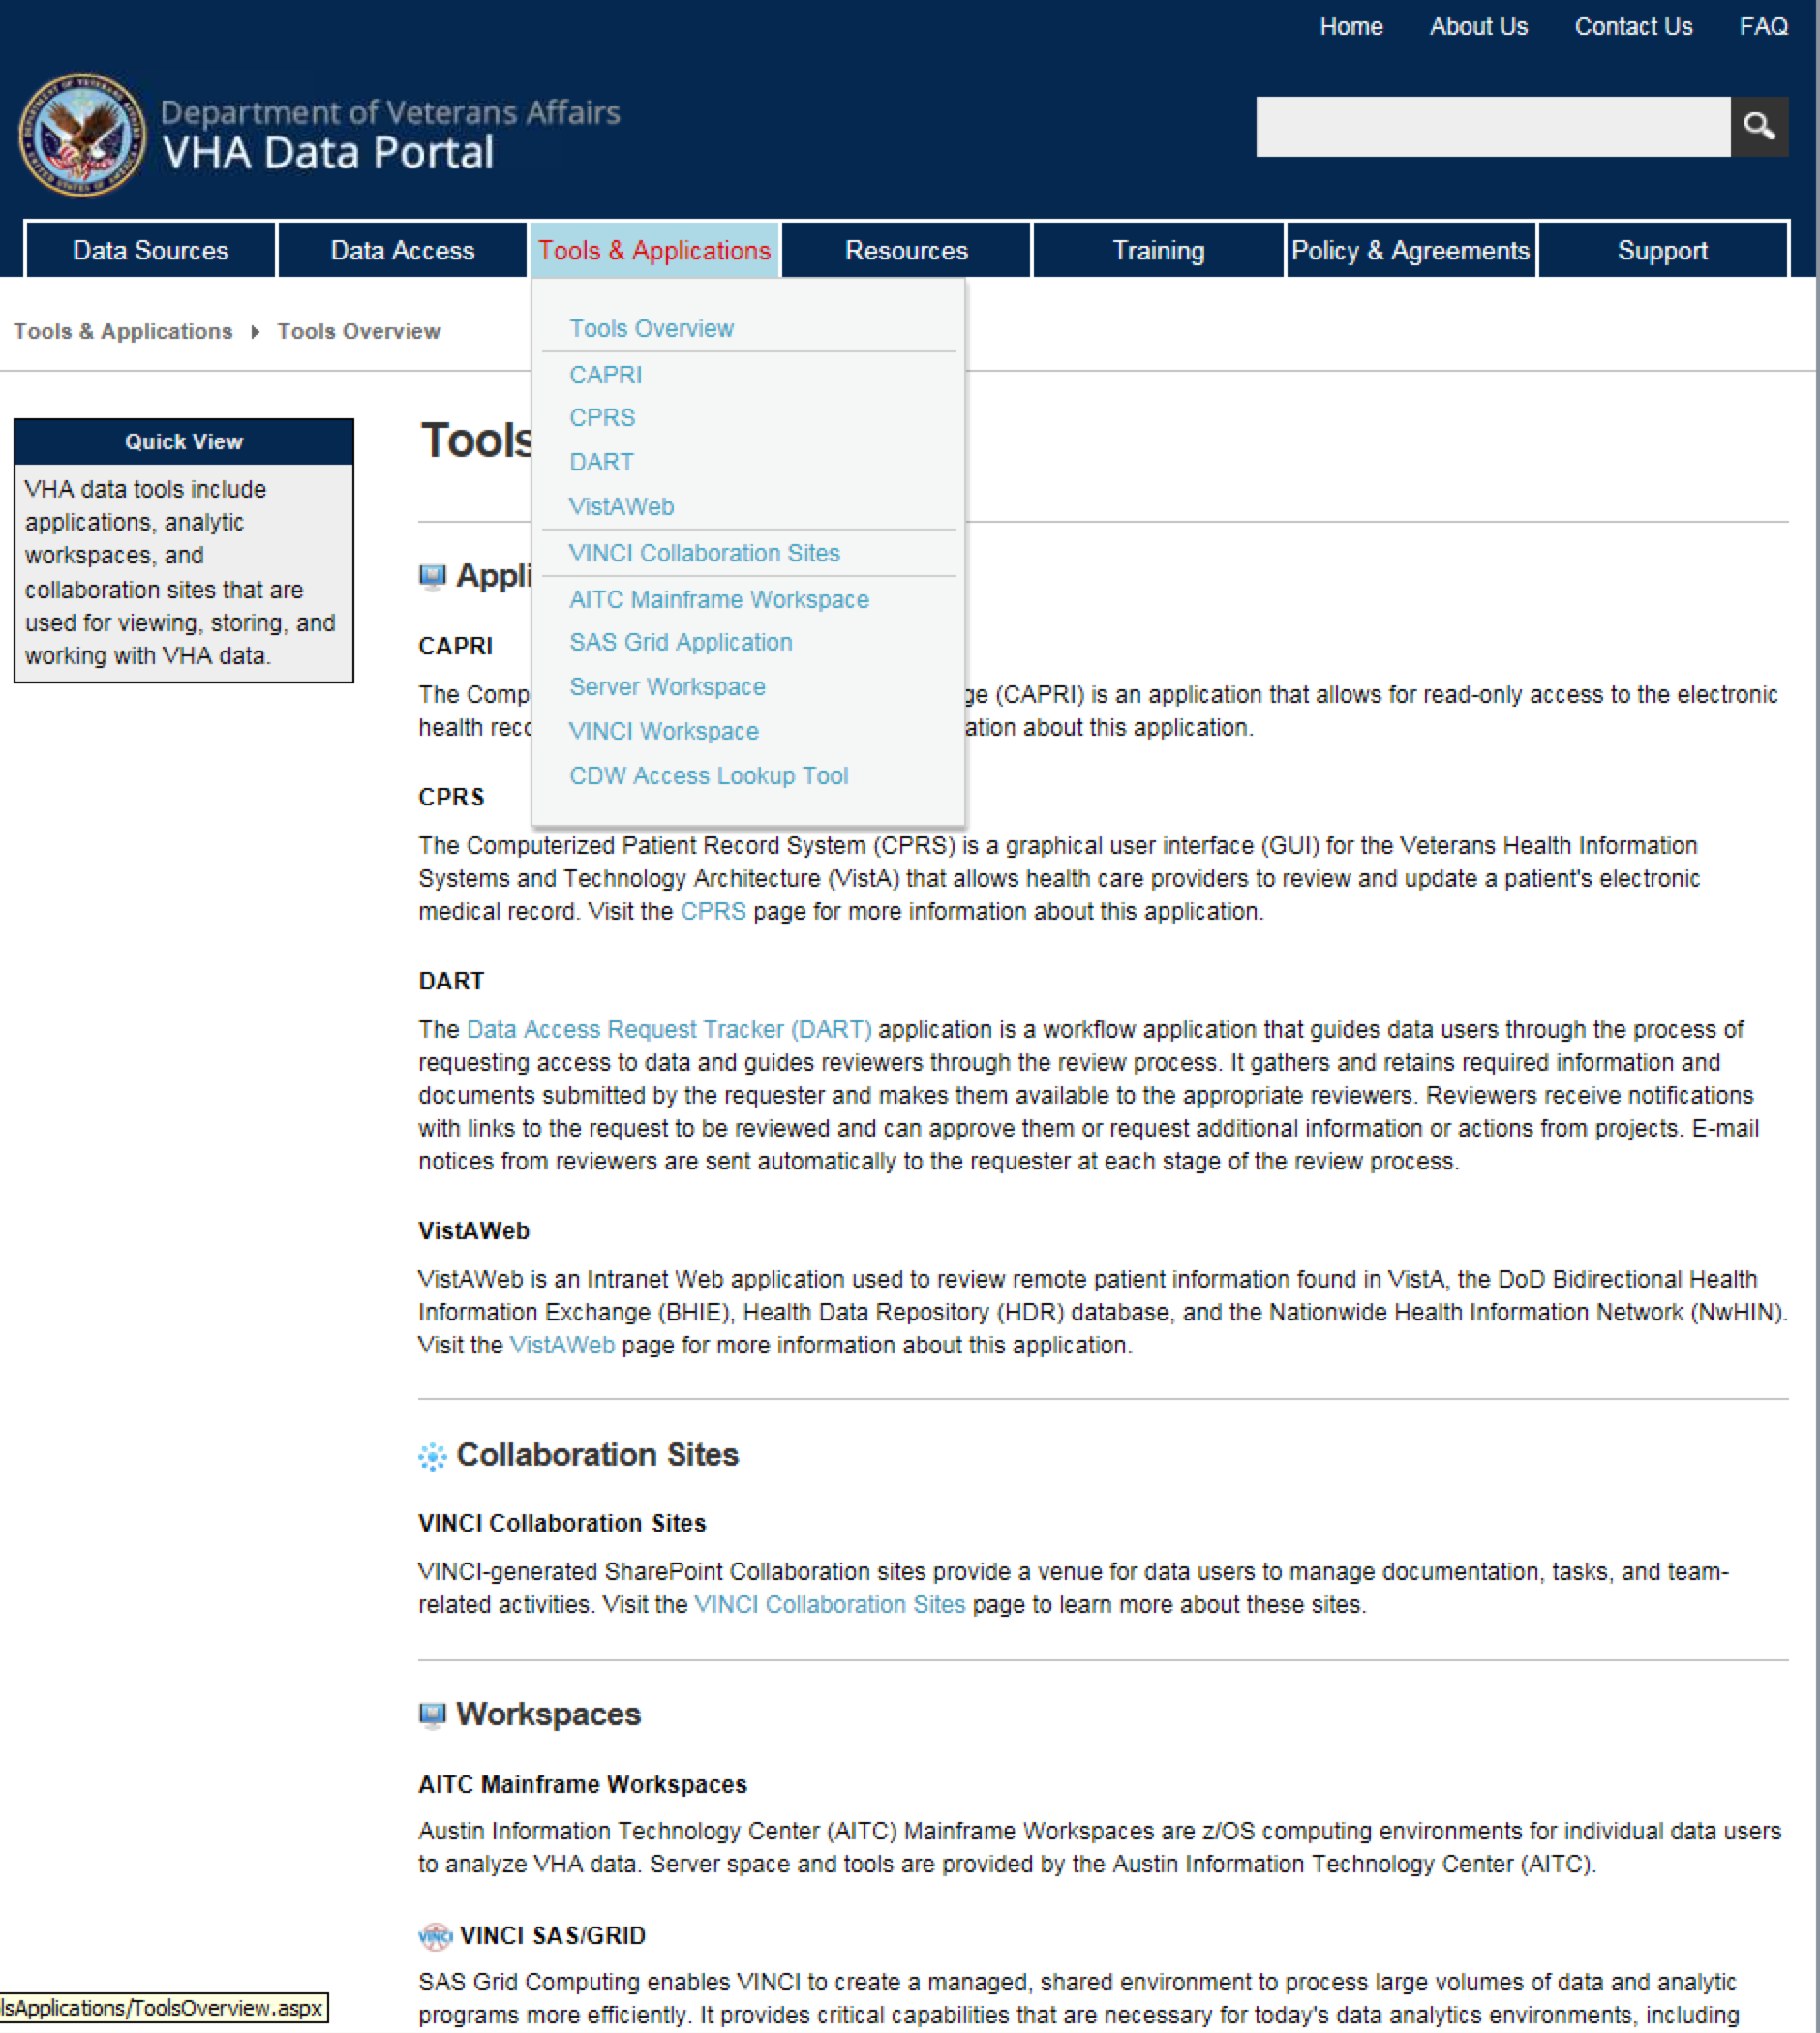 Home About Us Contact Us FAQ
Department of Veterans Affairs
VHA Data Portal
Data Sources Data Access Tools & Applications Resources Training Policy & Agreements Support
Tools & Applications Tools Overview
Tools Overview
CAPRI
CPRS
DART
VistAWeb
VINCI Collaboration Sites
AITC Mainframe Workspace
SAS Grid Application
Server Workspace
VINCI Workspace
CDW Access Lookup Tool
Quick View
VHA data tools include
applications, analytic
workspaces, and
collaboration sites that are
used for viewing, storing, and
working with VHA data.
Tools
Appli
CAPRI
The Comp ge (CAPRI) is an application that allows for read-only access to the electronic
health reco ation about this application.
CPRS
The Computerized Patient Record System (CPRS) is a graphical user interface (GUI) for the Veterans Health Information
Systems and Technology Architecture (VistA) that allows health care providers to review and update a patient's electronic
medical record. Visit the CPRS page for more information about this application.
DART
The Data Access Request Tracker (DART) application is a workflow application that guides data users through the process of
requesting access to data and guides reviewers through the review process. It gathers and retains required information and
documents submitted by the requester and makes them available to the appropriate reviewers. Reviewers receive notifications
with links to the request to be reviewed and can approve them or request additional information or actions from projects. E-mail
notices from reviewers are sent automatically to the requester at each stage of the review process.
VistAWeb
VistAWeb is an Intranet Web application used to review remote patient information found in VistA, the DoD Bidirectional Health
Information Exchange (BHIE), Health Data Repository (HDR) database, and the Nationwide Health Information Network (NwHIN).
Visit the VistAWeb page for more information about this application.
Collaboration Sites
VINCI Collaboration Sites
VINCI-generated SharePoint Collaboration sites provide a venue for data users to manage documentation, tasks, and team-
related activities. Visit the VINCI Collaboration Sites page to learn more about these sites.
Workspaces
AITC Mainframe Workspaces
Austin Information Technology Center (AITC) Mainframe Workspaces are z/OS computing environments for individual data users
to analyze VHA data. Server space and tools are provided by the Austin Information Technology Center (AITC).
VINCI VINCI SAS/GRID
SAS Grid Computing enables VINCI to create a managed, shared environment to process large volumes of data and analytic
programs more efficiently. It provides critical capabilities that are necessary for today's data analytics environments, including
lsApplications/ToolsOverview.aspx